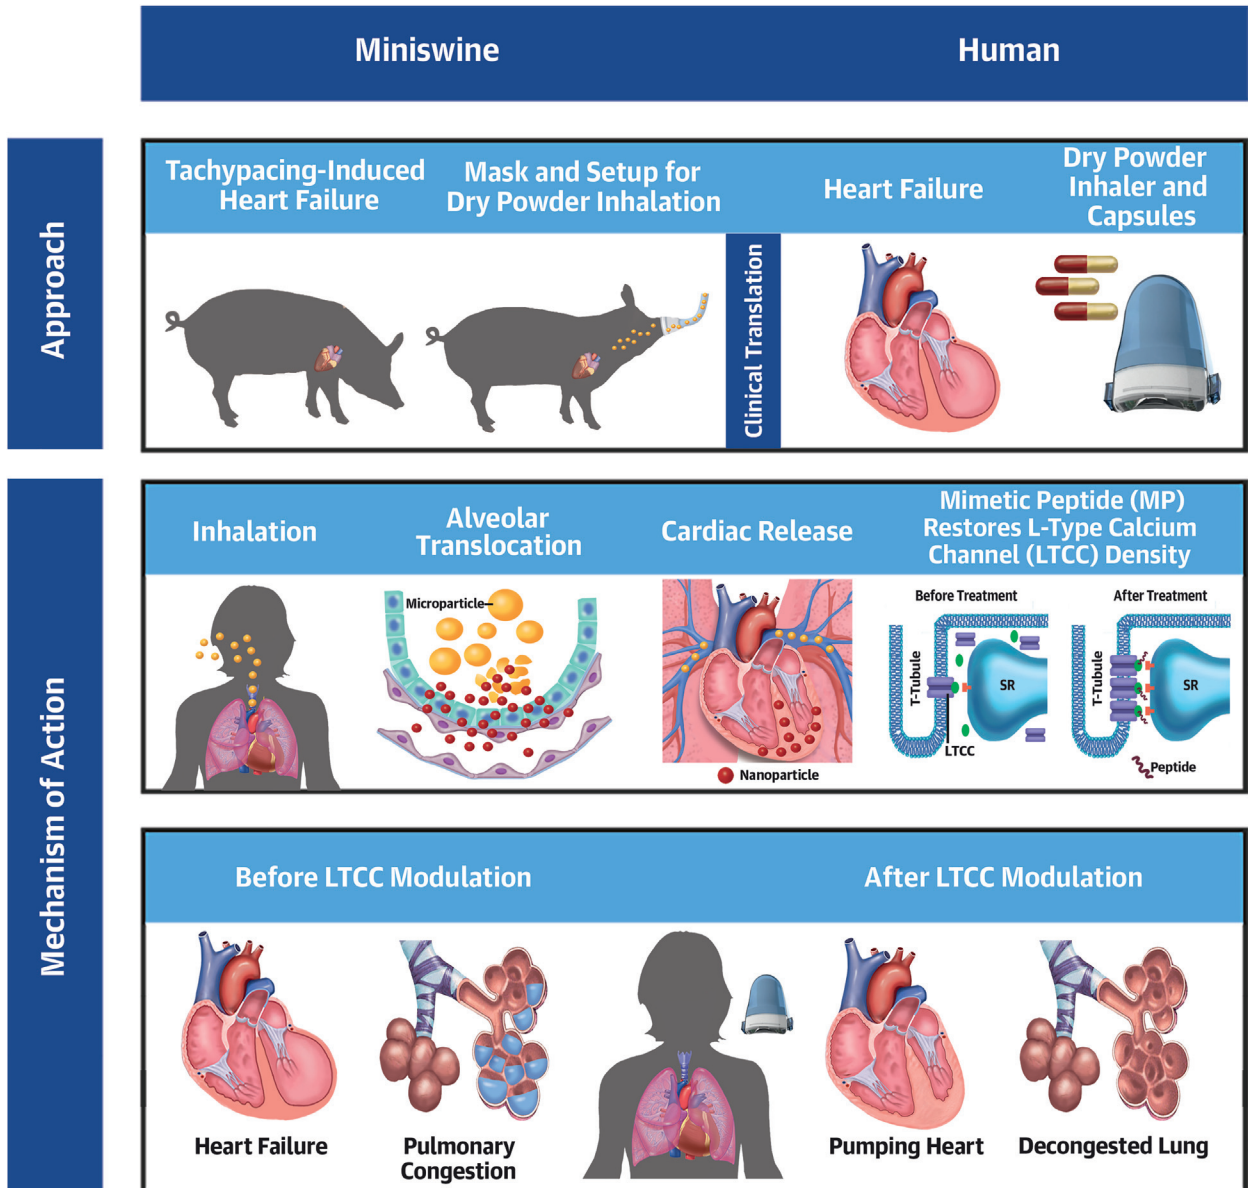 Miniswine
Human
Approach
Tachypacing-Induced
Heart Failure
Mask and Setup for
Dry Powder Inhalation
Clinical Translation
Heart Failure
Dry Powder
Inhaler and
Capsules
Mechanism of Action
Inhalation
Alveolar
Translocation
Microparticle
Cardiac Release
Nanoparticle
Mimetic Peptide (MP)
Restores L-Type Calcium
Channel (LTCC) Density
Before Treatment
T-Tubule
SR
LTCC
After Treatment
T-Tubule
SR
Peptide
Before LTCC Modulation
After LTCC Modulation
Heart Failure
Pulmonary
Congestion
Pumping Heart
Decongested Lung